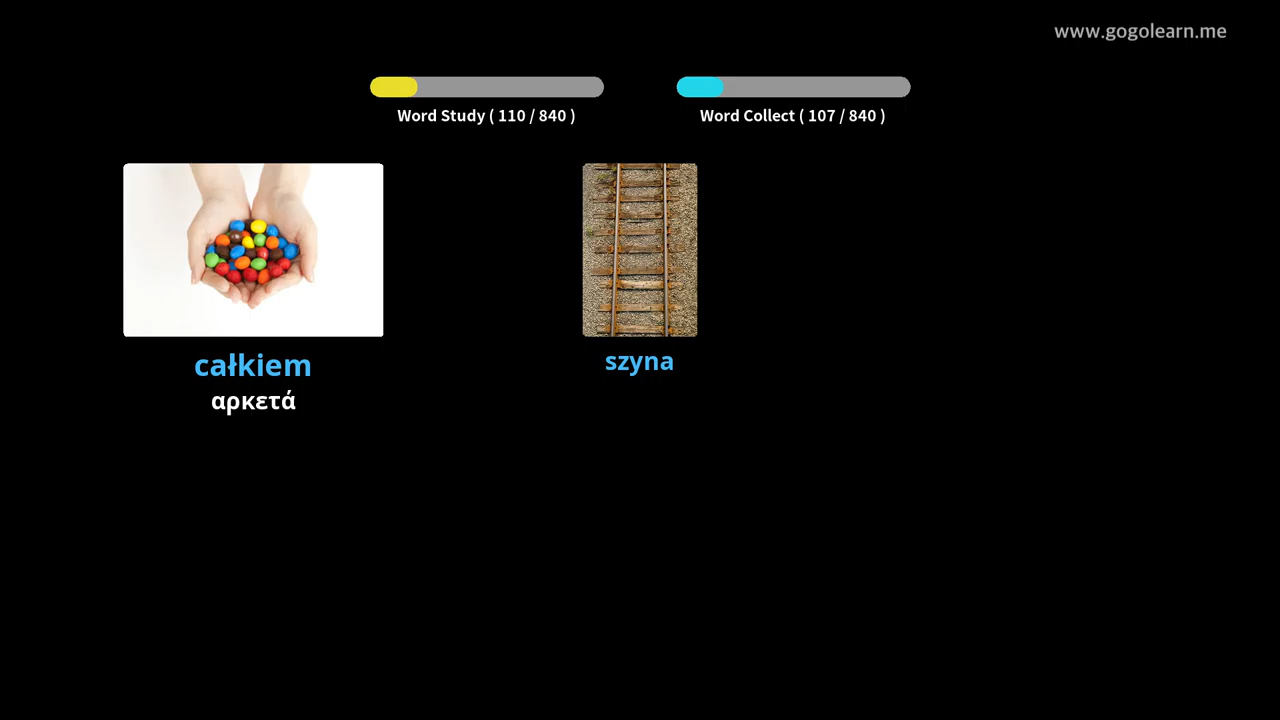 www.gogolearn.me
Word Study ( 110 / 840 )
Word Collect ( 107 / 840 )
całkiem
αρκετά
szyna